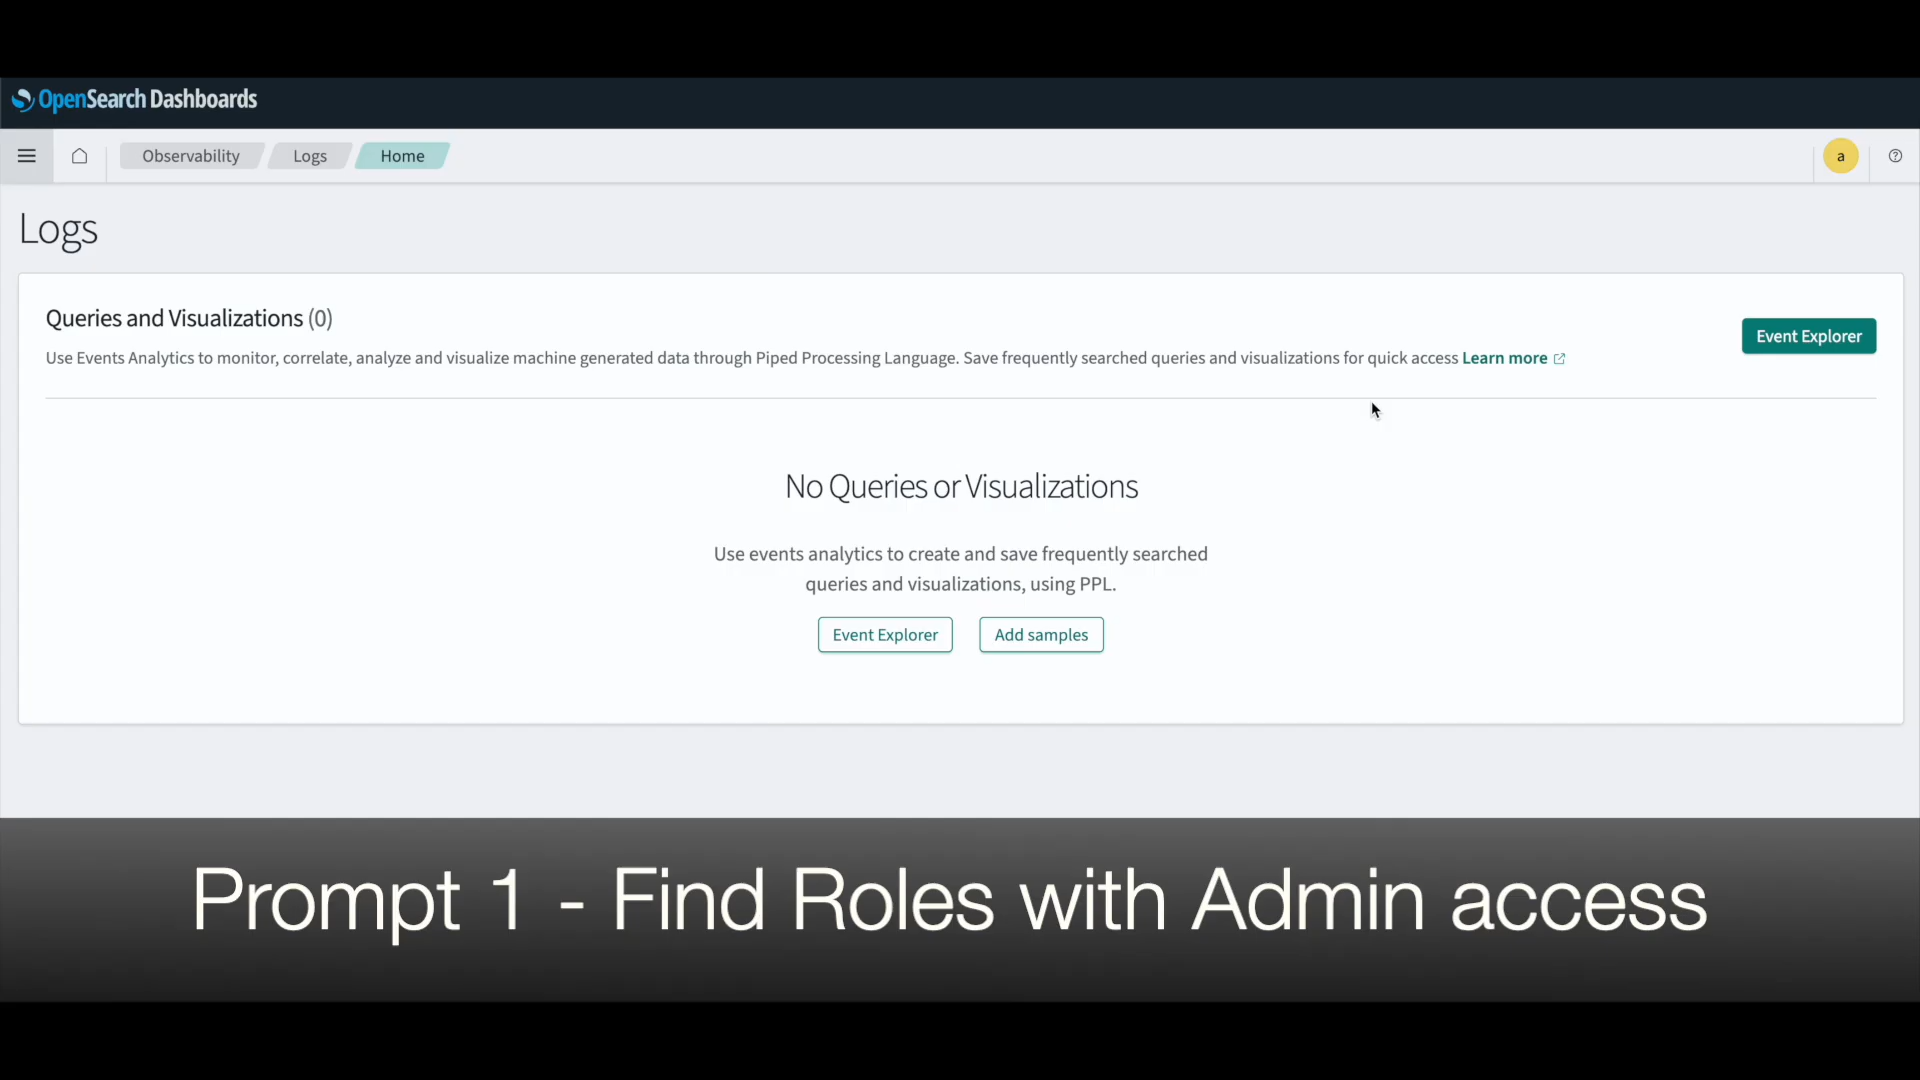 OpenSearch Dashboards
Observability
Logs
Home
a
Logs
Queries and Visualizations (0)
Use Events Analytics to monitor, correlate, analyze and visualize machine generated data through Piped Processing Language. Save frequently searched queries and visualizations for quick access Learn more
Event Explorer
No Queries or Visualizations
Use events analytics to create and save frequently searched
queries and visualizations, using PPL.
Event Explorer
Add samples
Prompt 1 - Find Roles with Admin access